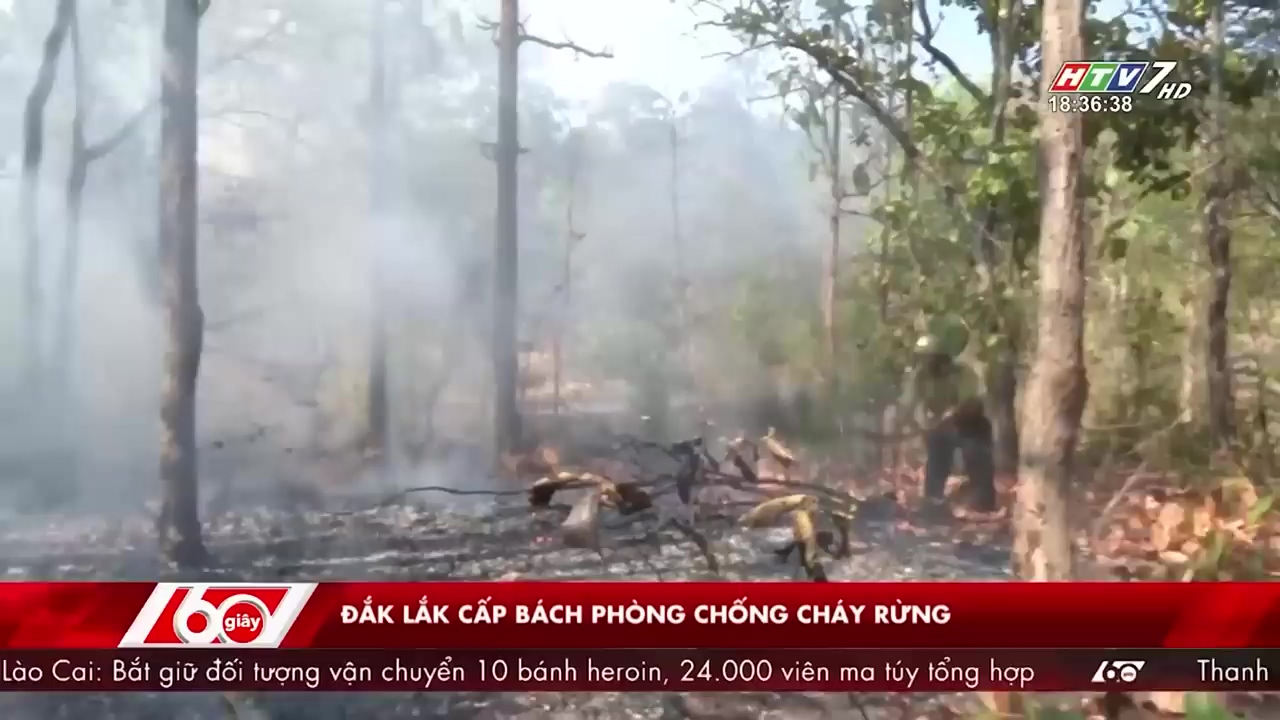 HTV7 HD
18:36:38
60 giây
ĐẮK LẮK CẤP BÁCH PHÒNG CHỐNG CHÁY RỪNG
Lào Cai: Bắt giữ đối tượng vận chuyển 10 bánh heroin, 24.000 viên ma túy tổng hợp 60 giây Thanh